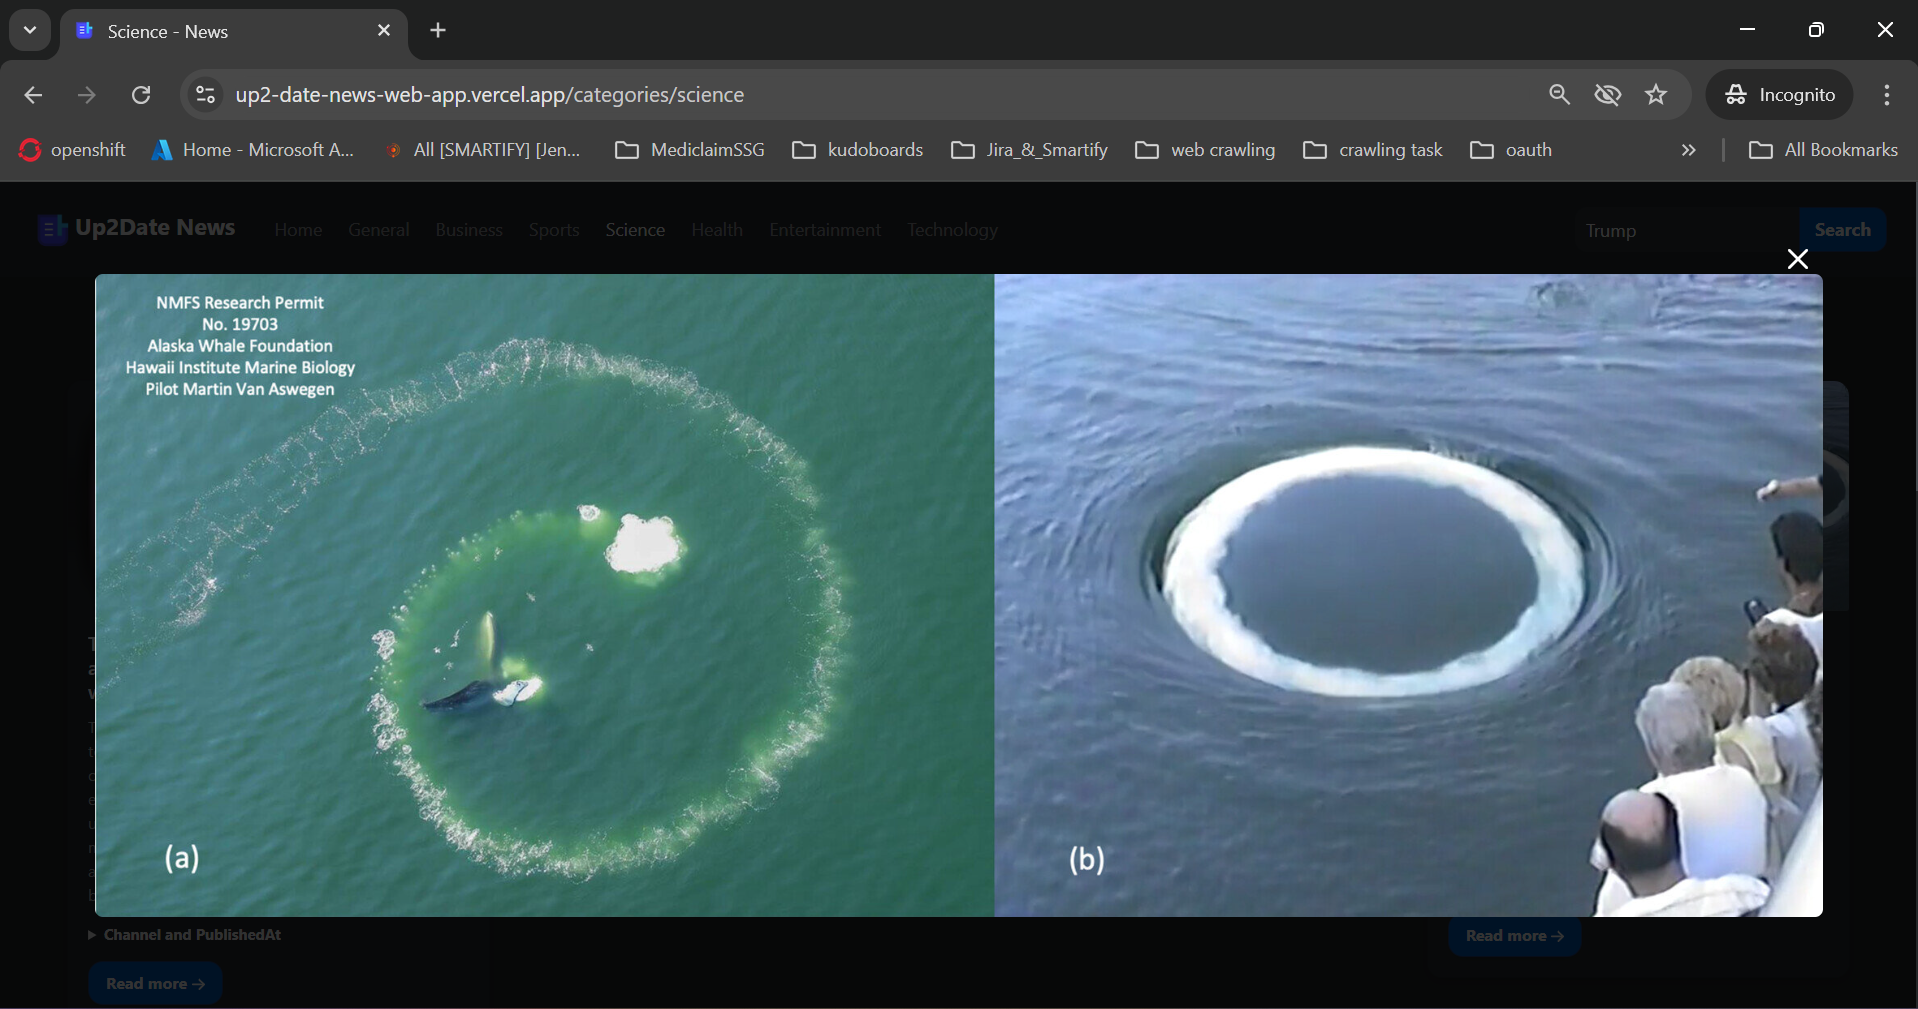 Science - News
up2-date-news-web-app.vercel.app/categories/science
Incognito
openshift
Home - Microsoft A...
All [SMARTIFY] [Jen...
MediclaimSSG
kudoboards
Jira_&_Smartify
web crawling
crawling task
oauth
All Bookmarks
Up2Date News
Home
General
Business
Sports
Science
Health
Entertainment
Technology
Trump
Search
NMFS Research Permit
No. 19703
Alaska Whale Foundation
Hawaii Institute Marine Biology
Pilot Martin Van Aswegen
(a)
(b)
Channel and PublishedAt
Read more →
Read more →